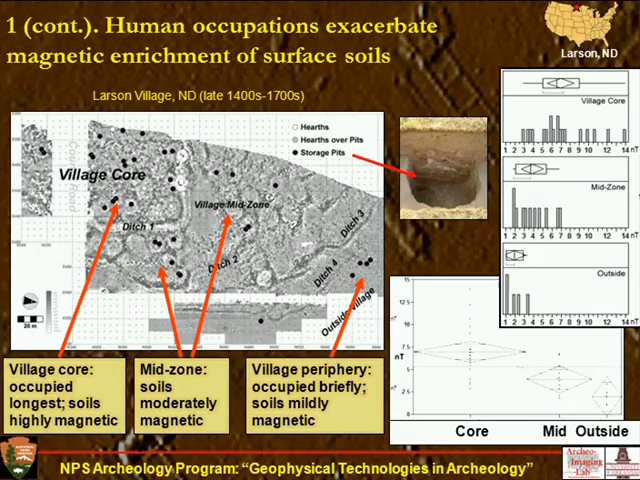 1 (cont.). Human occupations exacerbate
magnetic enrichment of surface soils
Larson, ND
Larson Village, ND (late 1400s-1700s)
Hearths
Hearths over Pits
Storage Pits
Village Core
Village Mid-Zone
Ditch 1
Ditch 2
Ditch 3
Ditch 4
Outside Village
20 m
Village Core
1 2 3 4 5 6 7 8 9 10 12 14 nT
Mid-Zone
1 2 3 4 5 6 7 8 9 10 12 14 nT
Outside
1 2 3 4 5 6 7 8 9 10 12 14 nT
nT
15
10
5
0
Core Mid Outside
Village core:
occupied
longest; soils
highly magnetic
Mid-zone:
soils
moderately
magnetic
Village periphery:
occupied briefly;
soils mildly
magnetic
NPS Archeology Program: “Geophysical Technologies in Archeology”
Archeo-
Imaging
Lab